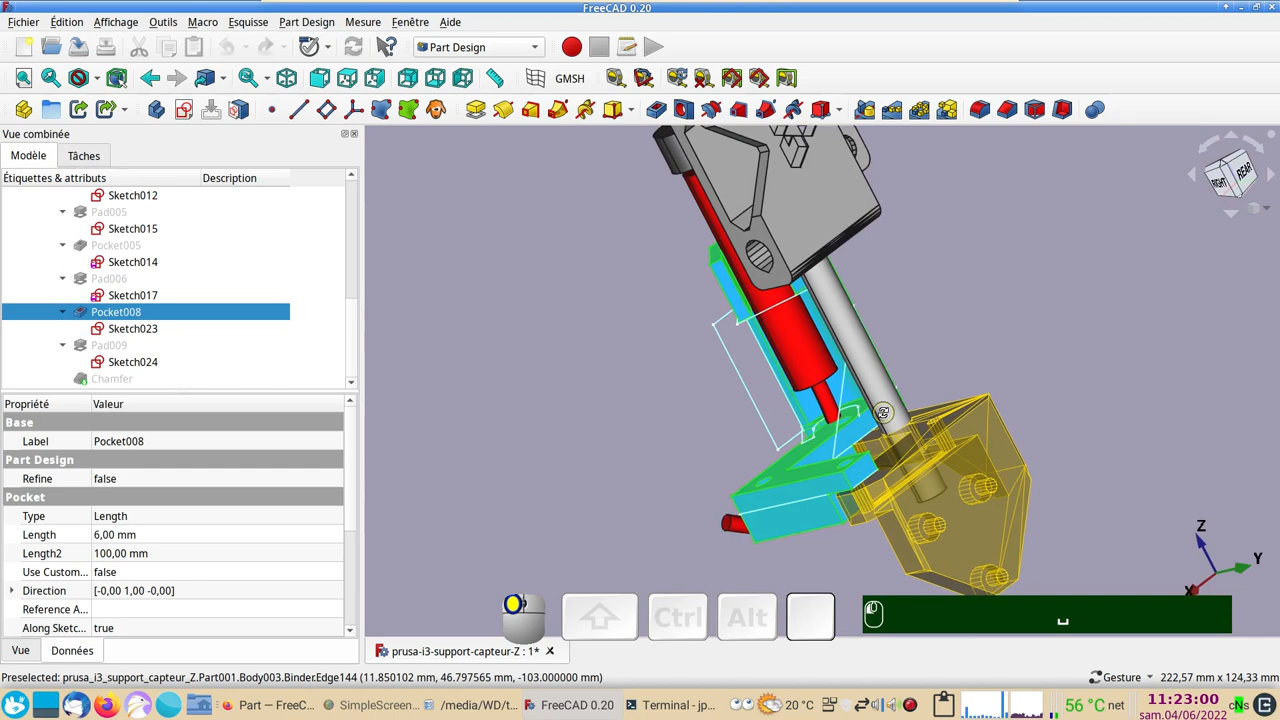 FreeCAD 0.20
Fichier Édition Affichage Outils Macro Esquisse Part Design Mesure Fenêtre Aide
Part Design
GMSH
Vue combinée
Modèle Tâches
Étiquettes & attributs Description
Sketch012
Pad005
Sketch015
Pocket005
Sketch014
Pad006
Sketch017
Pocket008
Sketch023
Pad009
Sketch024
Chamfer
Propriété Valeur
Base
Label Pocket008
Part Design
Refine false
Pocket
Type Length
Length 6,00 mm
Length2 100,00 mm
Use Custom... false
Direction [-0,00 1,00 -0,00]
Reference A...
Along Sketc... true
Vue Données
RIGHT REAR
Z
Y
X
Ctrl Alt
prusa-i3-support-capteur-Z : 1*
Preselected: prusa_i3_support_capteur_Z.Part001.Body003.Binder.Edge144 (11.850102 mm, 46.797565 mm, -103.000000 mm)
Gesture 222,57 mm x 124,33 mm
Part — FreeC... SimpleScreen... /media/WD/t... FreeCAD 0.20 Terminal - jp... 20 °C 56 °C net 11:23:00
sam.04/06/2022